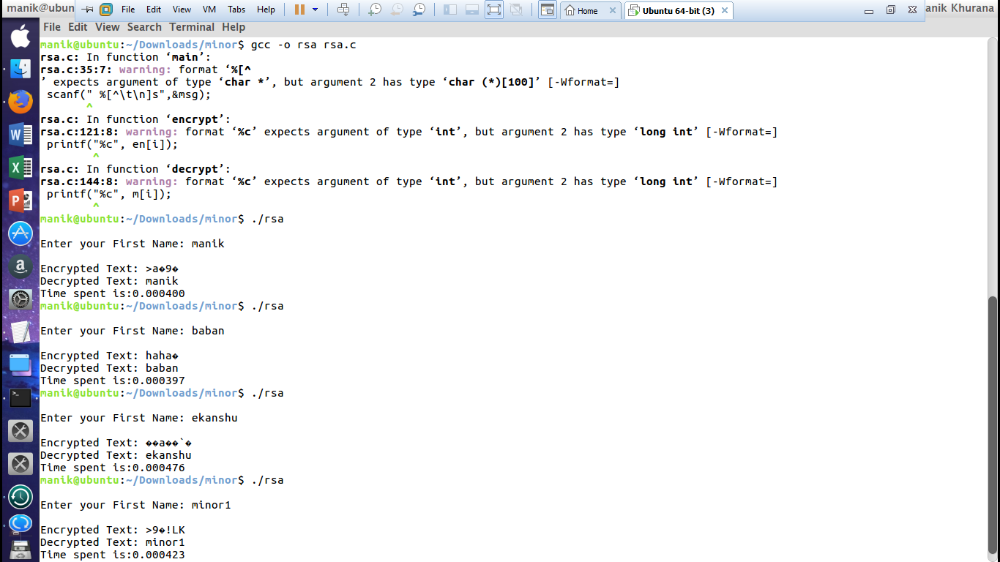 manik@ubun
File Edit View VM Tabs Help
Home
Ubuntu 64-bit (3)
anik Khurana
File Edit View Search Terminal Help
manik@ubuntu:~/Downloads/minor$ gcc -o rsa rsa.c
rsa.c: In function ‘main’:
rsa.c:35:7: warning: format ‘%[^
’ expects argument of type ‘char *’, but argument 2 has type ‘char (*)[100]’ [-Wformat=]
scanf(" %[^\t\n]s",&msg);
^
rsa.c: In function ‘encrypt’:
rsa.c:121:8: warning: format ‘%c’ expects argument of type ‘int’, but argument 2 has type ‘long int’ [-Wformat=]
printf("%c", en[i]);
^
rsa.c: In function ‘decrypt’:
rsa.c:144:8: warning: format ‘%c’ expects argument of type ‘int’, but argument 2 has type ‘long int’ [-Wformat=]
printf("%c", m[i]);
^
manik@ubuntu:~/Downloads/minor$ ./rsa
Enter your First Name: manik
Encrypted Text: >a�9�
Decrypted Text: manik
Time spent is:0.000400
manik@ubuntu:~/Downloads/minor$ ./rsa
Enter your First Name: baban
Encrypted Text: haha�
Decrypted Text: baban
Time spent is:0.000397
manik@ubuntu:~/Downloads/minor$ ./rsa
Enter your First Name: ekanshu
Encrypted Text: ��a��`�
Decrypted Text: ekanshu
Time spent is:0.000476
manik@ubuntu:~/Downloads/minor$ ./rsa
Enter your First Name: minor1
Encrypted Text: >9�!LK
Decrypted Text: minor1
Time spent is:0.000423